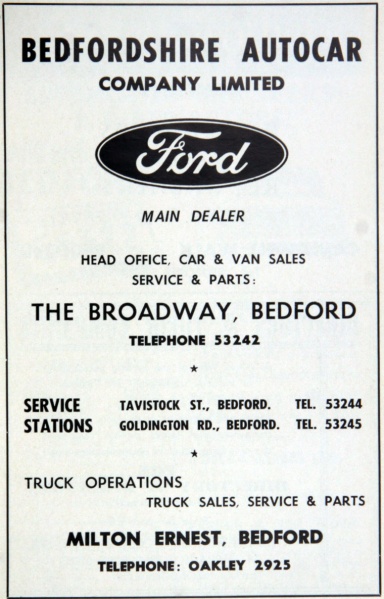 BEDFORDSHIRE AUTOCAR
COMPANY LIMITED
Ford
MAIN DEALER
HEAD OFFICE, CAR & VAN SALES
SERVICE & PARTS:
THE BROADWAY, BEDFORD
TELEPHONE 53242
*
SERVICE TAVISTOCK ST., BEDFORD. TEL. 53244
STATIONS GOLDINGTON RD., BEDFORD. TEL. 53245
*
TRUCK OPERATIONS
TRUCK SALES, SERVICE & PARTS
MILTON ERNEST, BEDFORD
TELEPHONE: OAKLEY 2925